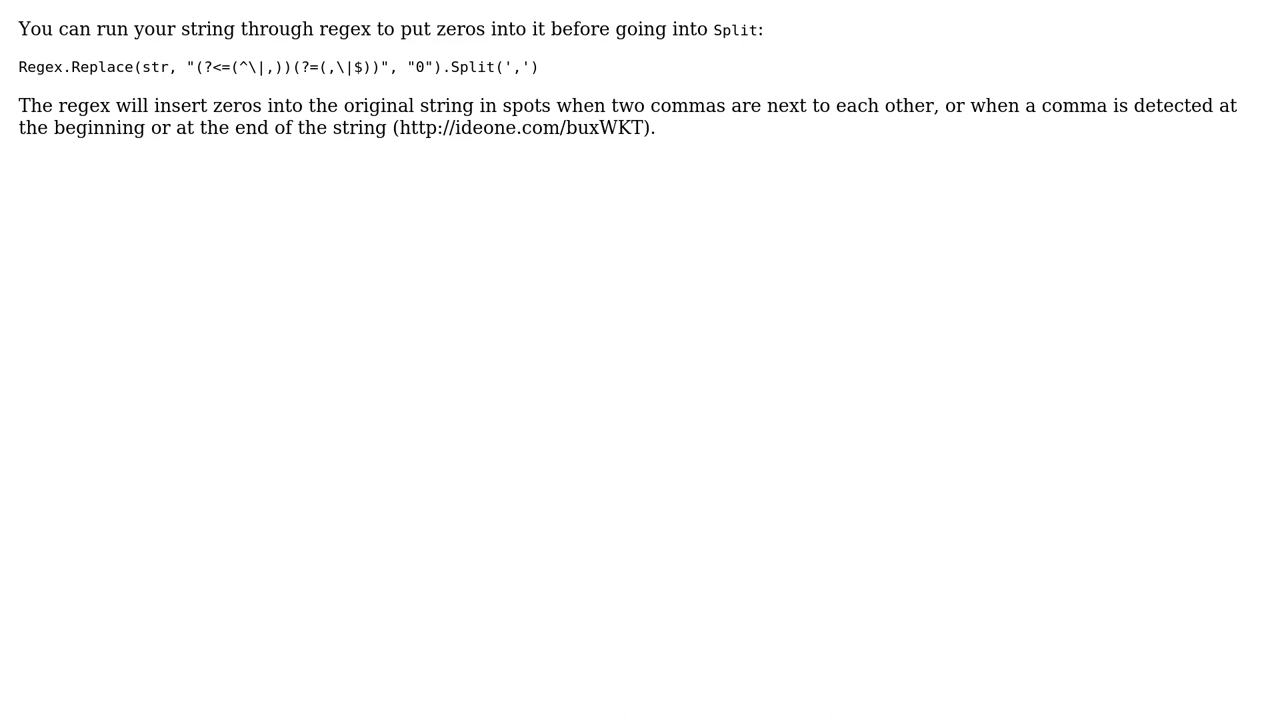 You can run your string through regex to put zeros into it before going into Split:
Regex.Replace(str, "(?<=(^\|,))(?=(,\|$))", "0").Split(',')
The regex will insert zeros into the original string in spots when two commas are next to each other, or when a comma is detected at
the beginning or at the end of the string (http://ideone.com/buxWKT).